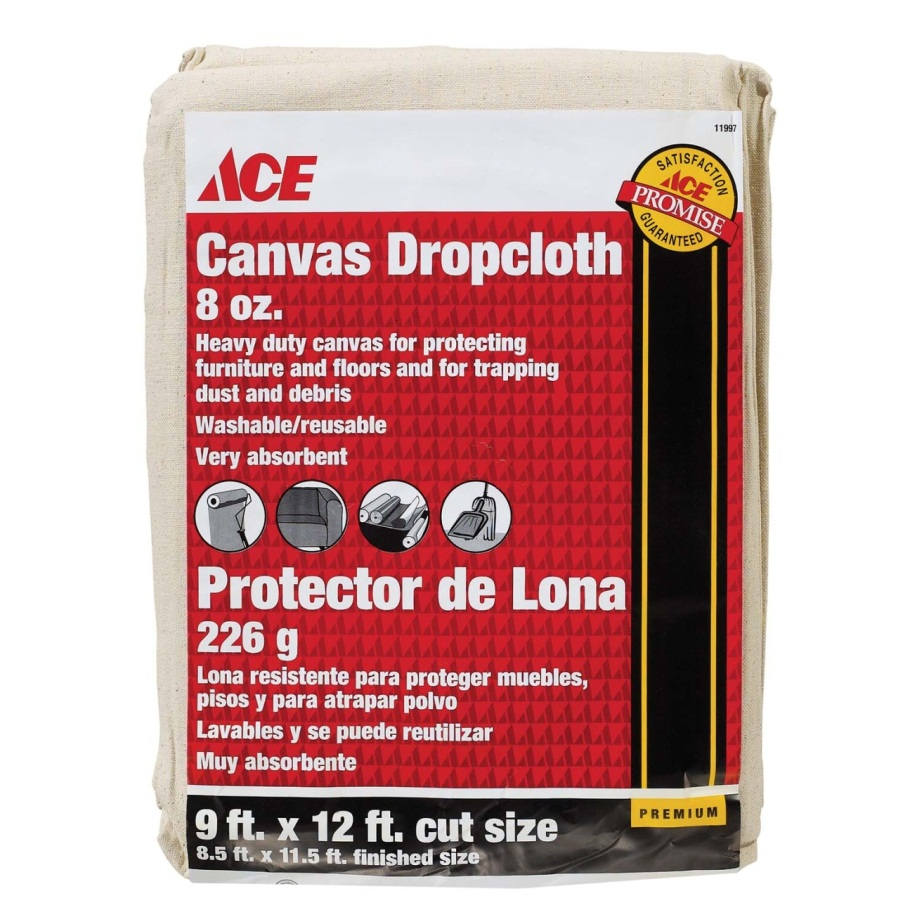 11997
ACE
SATISFACTION
ACE
PROMISE
GUARANTEED
Canvas Dropcloth
8 oz.
Heavy duty canvas for protecting
furniture and floors and for trapping
dust and debris
Washable/reusable
Very absorbent
Protector de Lona
226 g
Lona resistente para proteger muebles,
pisos y para atrapar polvo
Lavables y se puede reutilizar
Muy absorbente
PREMIUM
9 ft. x 12 ft. cut size
8.5 ft. x 11.5 ft. finished size